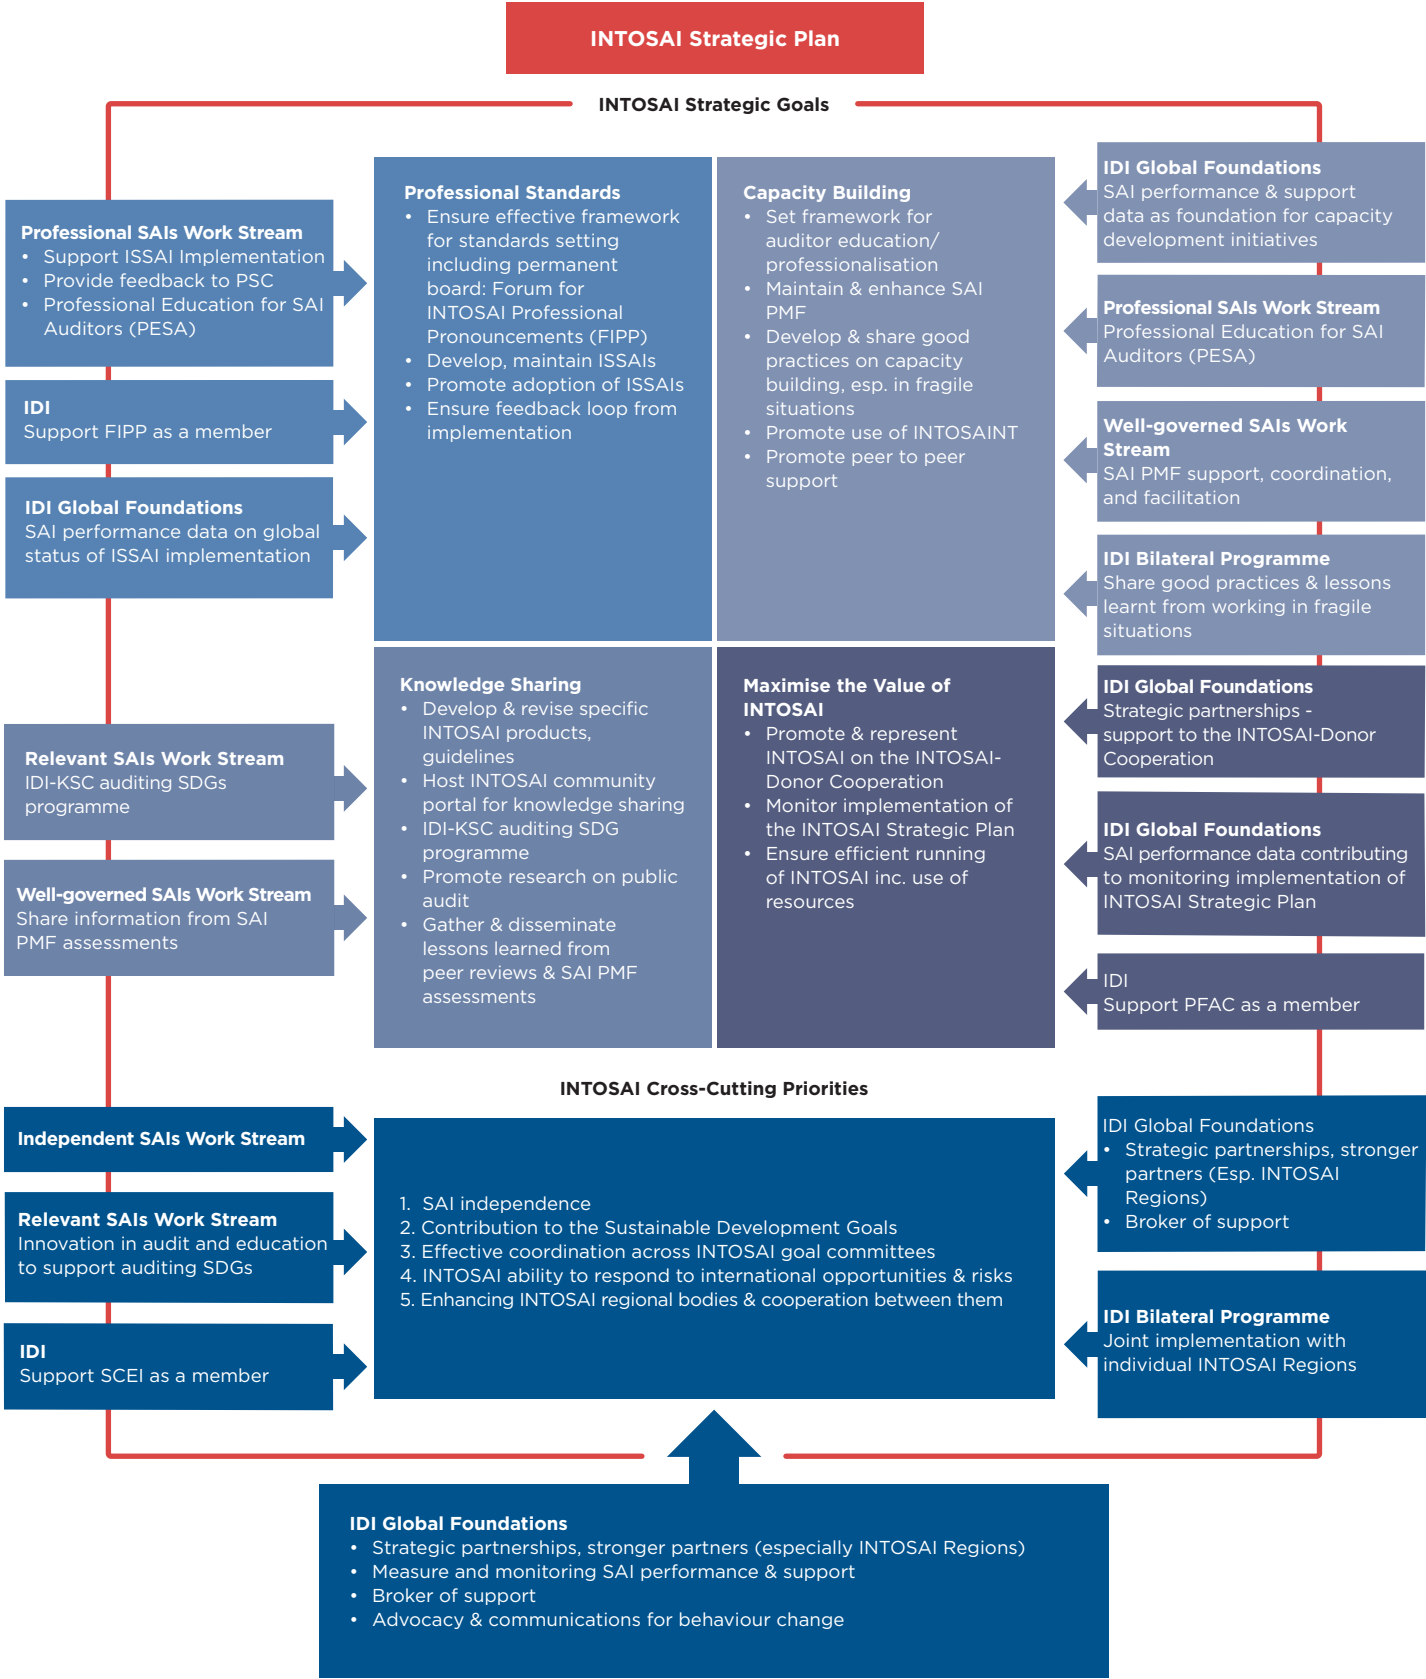 INTOSAI Strategic Plan
INTOSAI Strategic Goals
Professional SAIs Work Stream
• Support ISSAI Implementation
• Provide feedback to PSC
• Professional Education for SAI
Auditors (PESA)
IDI
Support FIPP as a member
IDI Global Foundations
SAI performance data on global
status of ISSAI implementation
Professional Standards
• Ensure effective framework
for standards setting
including permanent
board: Forum for
INTOSAI Professional
Pronouncements (FIPP)
• Develop, maintain ISSAIs
• Promote adoption of ISSAIs
• Ensure feedback loop from
implementation
Capacity Building
• Set framework for
auditor education/
professionalisation
• Maintain & enhance SAI
PMF
• Develop & share good
practices on capacity
building, esp. in fragile
situations
• Promote use of INTOSAINT
• Promote peer to peer
support
IDI Global Foundations
SAI performance & support
data as foundation for capacity
development initiatives
Professional SAIs Work Stream
Professional Education for SAI
Auditors (PESA)
Well-governed SAIs Work
Stream
SAI PMF support, coordination,
and facilitation
IDI Bilateral Programme
Share good practices & lessons
learnt from working in fragile
situations
Relevant SAIs Work Stream
IDI-KSC auditing SDGs
programme
Well-governed SAIs Work Stream
Share information from SAI
PMF assessments
Knowledge Sharing
• Develop & revise specific
INTOSAI products,
guidelines
• Host INTOSAI community
portal for knowledge sharing
• IDI-KSC auditing SDG
programme
• Promote research on public
audit
• Gather & disseminate
lessons learned from
peer reviews & SAI PMF
assessments
Maximise the Value of
INTOSAI
• Promote & represent
INTOSAI on the INTOSAI-
Donor Cooperation
• Monitor implementation of
the INTOSAI Strategic Plan
• Ensure efficient running
of INTOSAI inc. use of
resources
IDI Global Foundations
Strategic partnerships -
support to the INTOSAI-Donor
Cooperation
IDI Global Foundations
SAI performance data contributing
to monitoring implementation of
INTOSAI Strategic Plan
IDI
Support PFAC as a member
INTOSAI Cross-Cutting Priorities
Independent SAIs Work Stream
Relevant SAIs Work Stream
Innovation in audit and education
to support auditing SDGs
IDI
Support SCEI as a member
1. SAI independence
2. Contribution to the Sustainable Development Goals
3. Effective coordination across INTOSAI goal committees
4. INTOSAI ability to respond to international opportunities & risks
5. Enhancing INTOSAI regional bodies & cooperation between them
IDI Global Foundations
• Strategic partnerships, stronger
partners (Esp. INTOSAI
Regions)
• Broker of support
IDI Bilateral Programme
Joint implementation with
individual INTOSAI Regions
IDI Global Foundations
• Strategic partnerships, stronger partners (especially INTOSAI Regions)
• Measure and monitoring SAI performance & support
• Broker of support
• Advocacy & communications for behaviour change